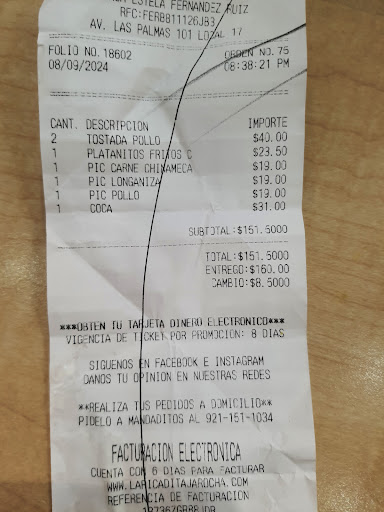 ESTELA FERNANDEZ RUIZ
RFC:FERB811126JB3
AV. LAS PALMAS 101 LOCAL 17
FOLIO NO.18602 ORDEN NO.75
08/09/2024 08:38:21 PM
CANT. DESCRIPCION IMPORTE
2 TOSTADA POLLO $40.00
1 PLATANITOS FRITOS C $23.50
1 PIC CARNE CHINAMECA $19.00
1 PIC LONGANIZA $19.00
1 PIC POLLO $19.00
1 COCA $31.00
SUBTOTAL:$151.5000
TOTAL:$151.5000
ENTREGO:$160.00
CAMBIO:$8.5000
***OBTEN TU TARJETA DINERO ELECTRONICO***
VIGENCIA DE TICKET POR PROMOCION: 8 DIAS
SIGUENOS EN FACEBOOK E INSTAGRAM
DANOS TU OPINION EN NUESTRAS REDES
**REALIZA TUS PEDIDOS A DOMICILIO**
PIDELO A MANDADITOS AL 921-151-1034
FACTURACION ELECTRONICA
CUENTA CON 6 DIAS PARA FACTURAR
WWW.LARICADITAJAROCHA.COM
REFERENCIA DE FACTURACION